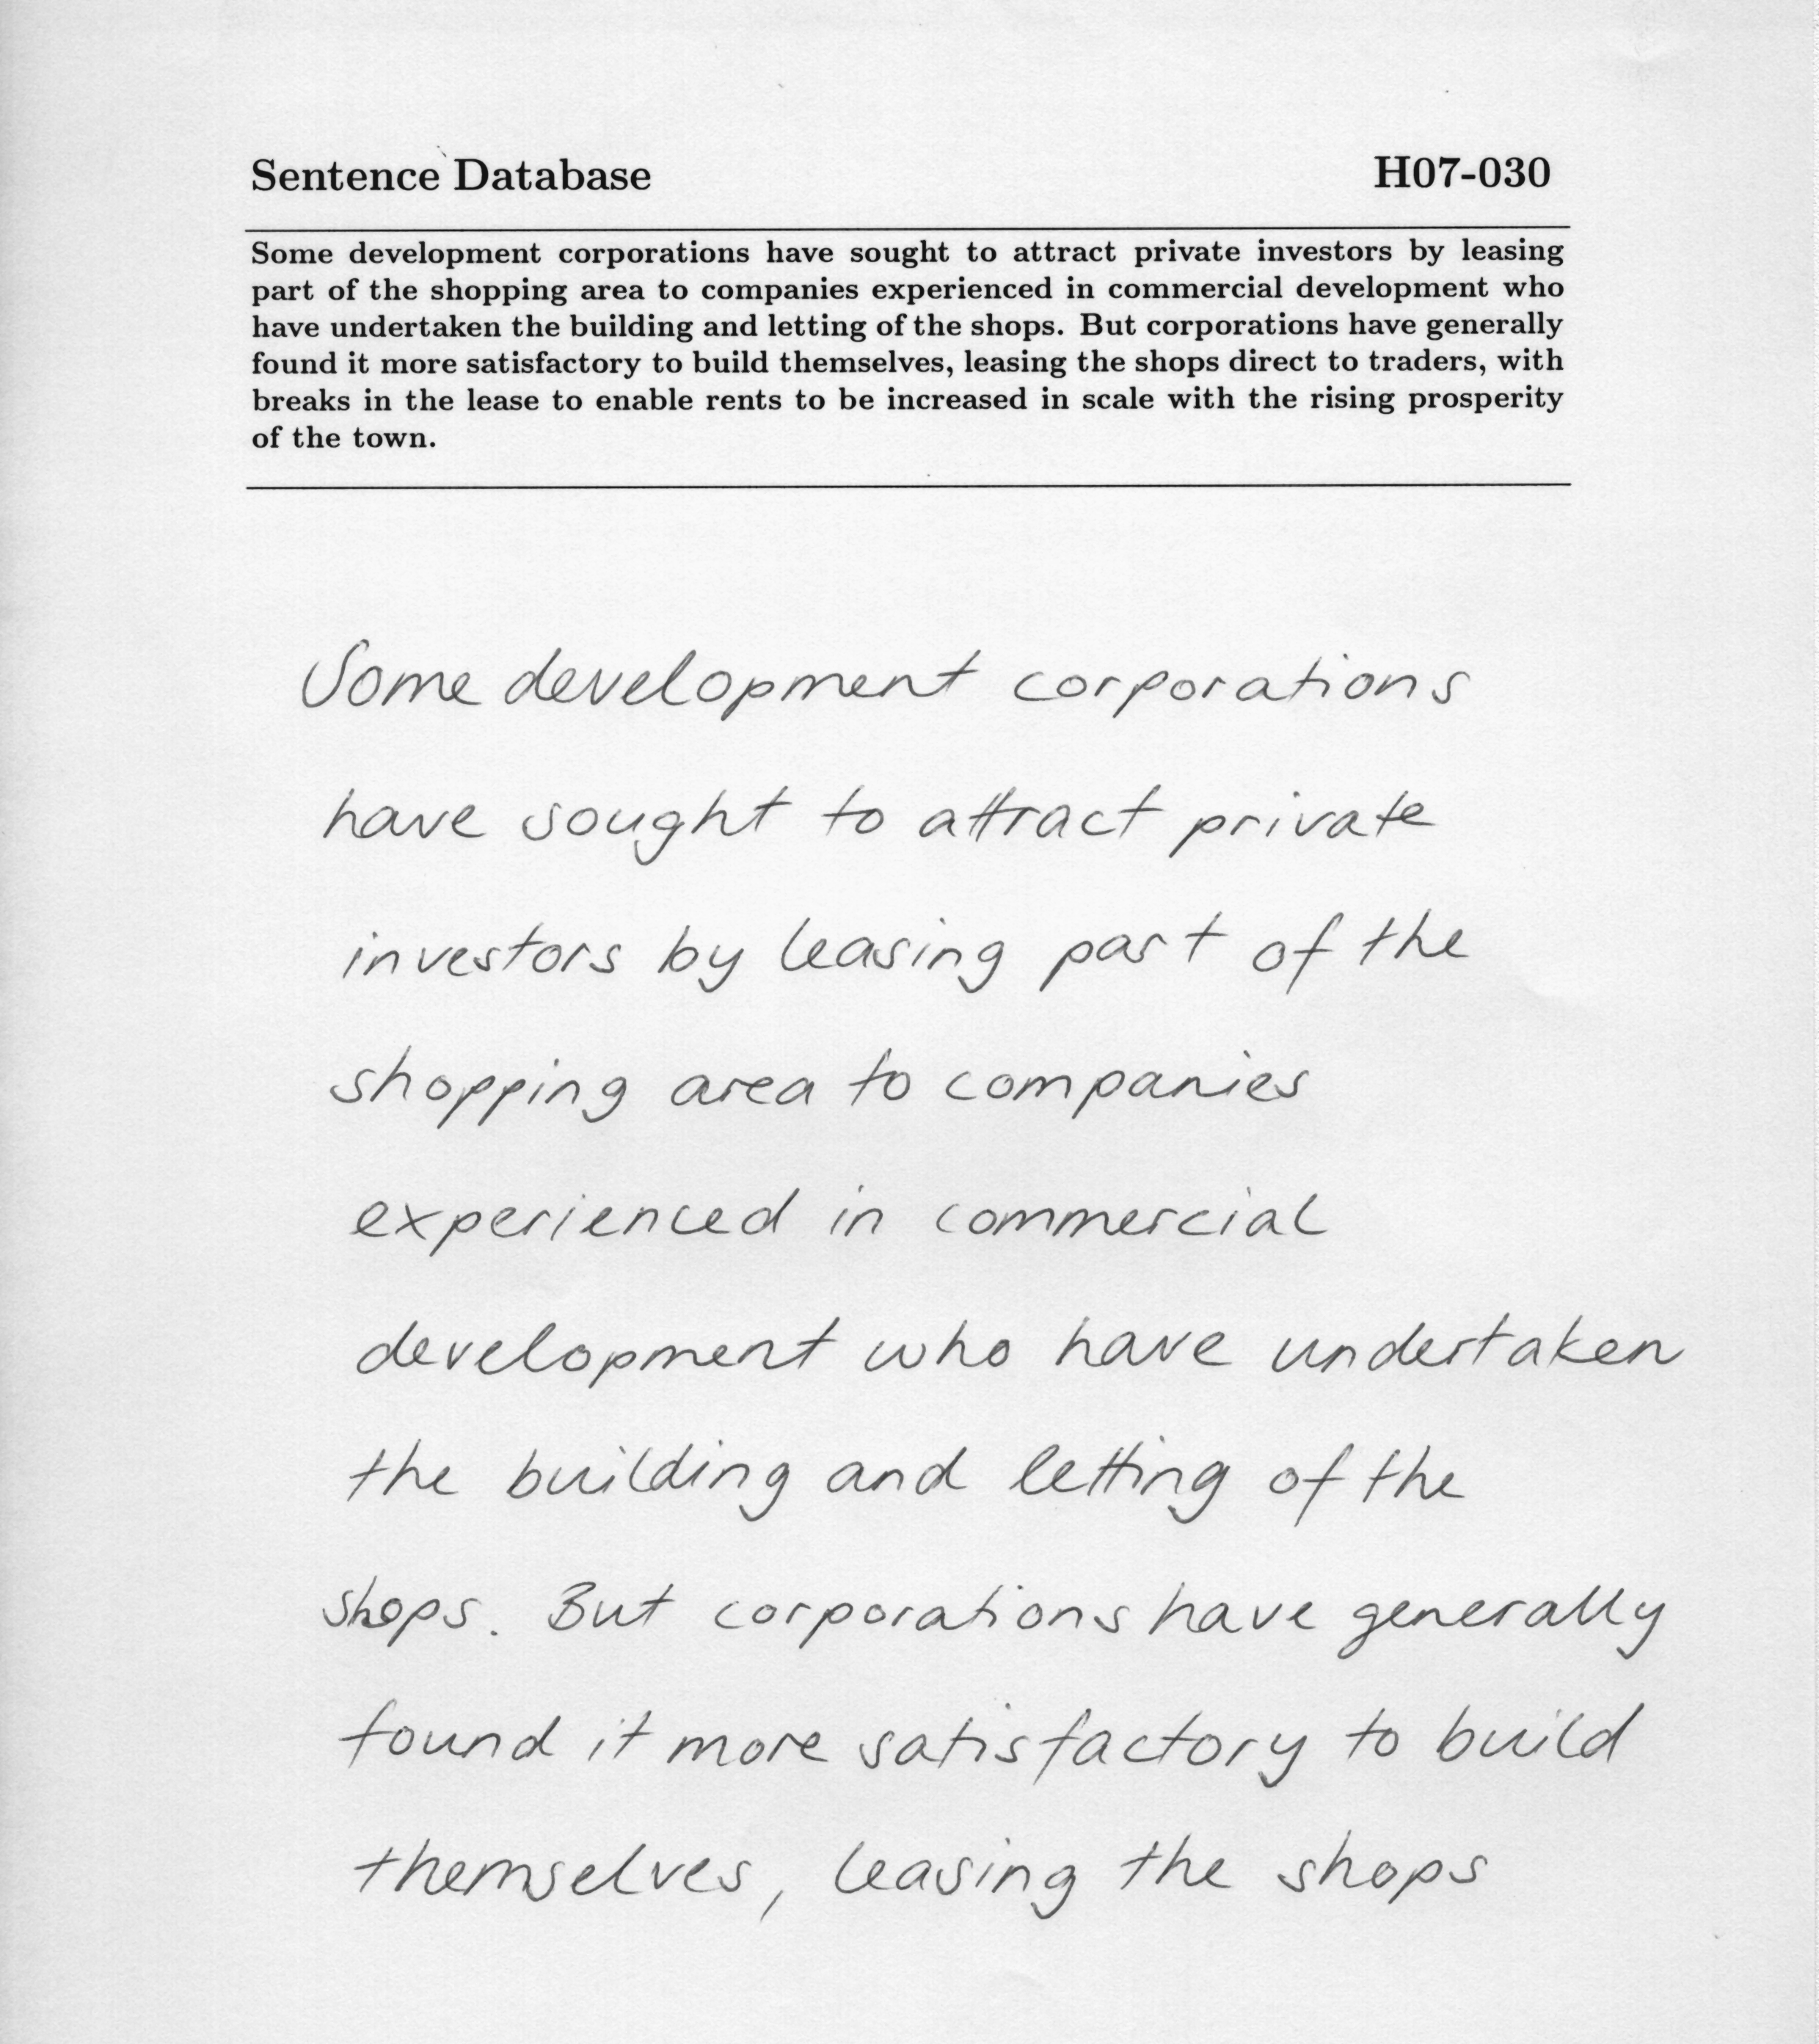 Sentence Database H07-030
Some development corporations have sought to attract private investors by leasing
part of the shopping area to companies experienced in commercial development who
have undertaken the building and letting of the shops. But corporations have generally
found it more satisfactory to build themselves, leasing the shops direct to traders, with
breaks in the lease to enable rents to be increased in scale with the rising prosperity
of the town.
Some development corporations
have sought to attract private
investors by leasing part of the
shopping area to companies
experienced in commercial
development who have undertaken
the building and letting of the
shops. But corporations have generally
found it more satisfactory to build
themselves, leasing the shops